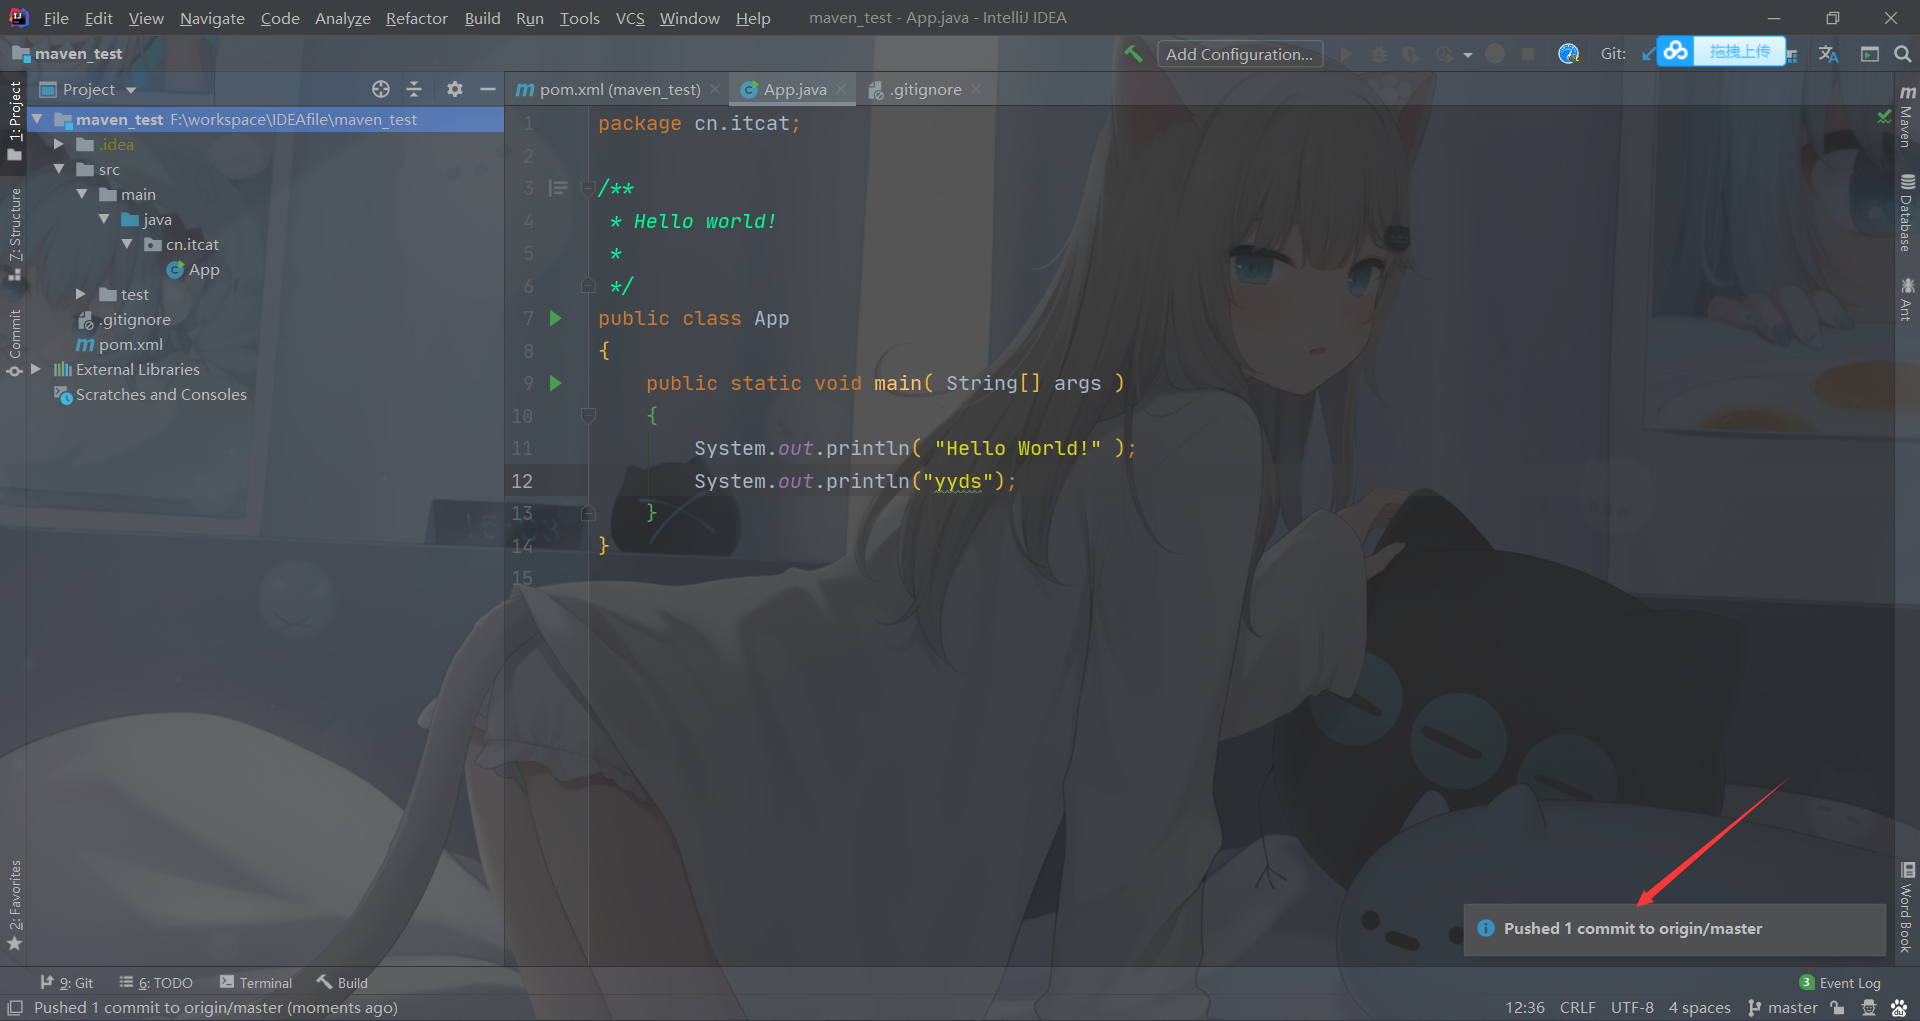 File Edit View Navigate Code Analyze Refactor Build Run Tools VCS Window Help maven_test - App.java - IntelliJ IDEA
maven_test Add Configuration... Git: 拖拽上传
Project pom.xml (maven_test) App.java .gitignore
maven_test F:\workspace\IDEAfile\maven_test
.idea
src
main
java
cn.itcat
App
test
.gitignore
pom.xml
External Libraries
Scratches and Consoles
1: Project
7: Structure
Commit
2: Favorites
1 package cn.itcat;
2
3 /**
4  * Hello world!
5  *
6  */
7 public class App
8 {
9     public static void main( String[] args )
10     {
11         System.out.println( "Hello World!" );
12         System.out.println("yyds");
13     }
14 }
15
Maven
Database
Ant
Word Book
Pushed 1 commit to origin/master
9: Git 6: TODO Terminal Build 3 Event Log
Pushed 1 commit to origin/master (moments ago) 12:36 CRLF UTF-8 4 spaces master